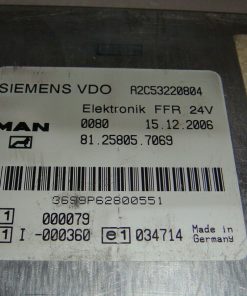 SIEMENS VDO A2C53220804
Elektronik FFR 24V
MAN 0080 15.12.2006
81.25805.7069
3699P62800551
1 000079
1 I -000360 e1 034714 Made in
Germany